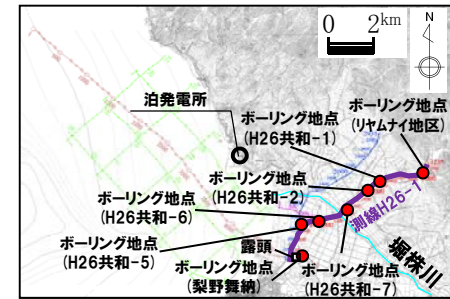 0 2km
N
泊発電所
ボーリング地点
(H26共和-1)
ボーリング地点
(リヤムナイ地区)
ボーリング地点
(H26共和-2)
ボーリング地点
(H26共和-6)
測線H26-1
ボーリング地点
(H26共和-5)
露頭
ボーリング地点
(梨野舞納)
ボーリング地点
(H26共和-7)
堀株川